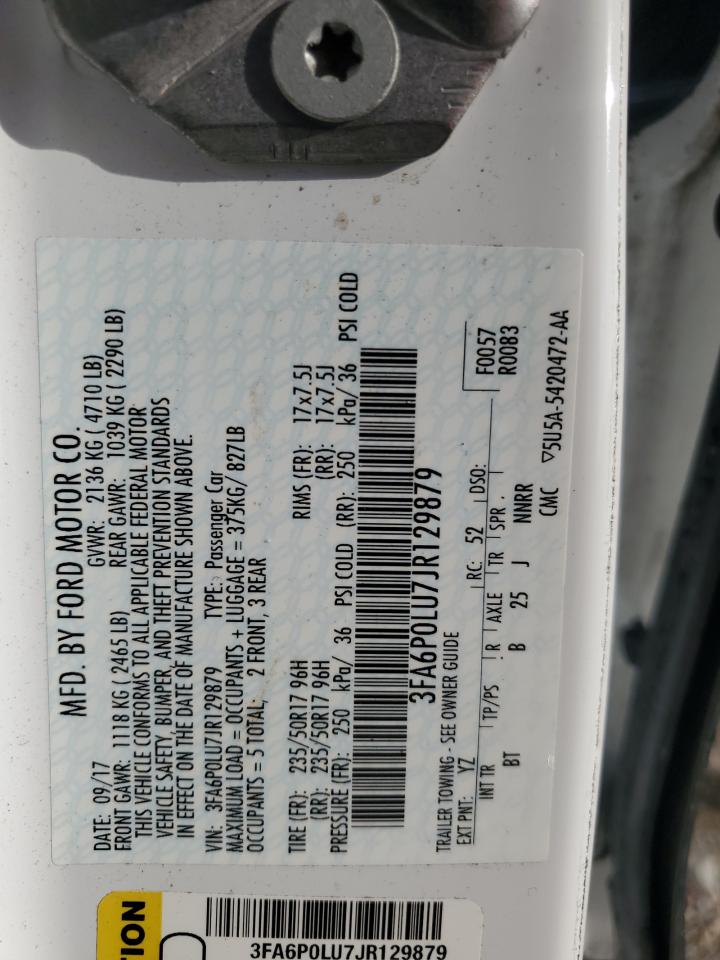 MFD. BY FORD MOTOR CO.
DATE: 09/17 GVWR: 2136 KG ( 4710 LB)
FRONT GAWR: 1118 KG ( 2465 LB) REAR GAWR: 1039 KG ( 2290 LB)
THIS VEHICLE CONFORMS TO ALL APPLICABLE FEDERAL MOTOR
VEHICLE SAFETY, BUMPER, AND THEFT PREVENTION STANDARDS
IN EFFECT ON THE DATE OF MANUFACTURE SHOWN ABOVE.
VIN: 3FA6P0LU7JR129879 TYPE: Passenger Car
MAXIMUM LOAD = OCCUPANTS + LUGGAGE = 375KG/ 827LB
OCCUPANTS = 5 TOTAL, 2 FRONT, 3 REAR
TIRE (FR): 235/50R17 96H RIMS (FR): 17x7.5J
(RR): 235/50R17 96H (RR): 17x7.5J
PRESSURE (FR): 250 kPa/ 36 PSI COLD (RR): 250 kPa/ 36 PSI COLD
3FA6P0LU7JR129879
TRAILER TOWING - SEE OWNER GUIDE
EXT PNT: YZ RC: 52 DSO: F0057
R0083
INT TR TP/PS R AXLE TR SPR
BT B 25 J NNRR
CMC ▽5U5A-5420472-AA
TION
3FA6P0LU7JR129879